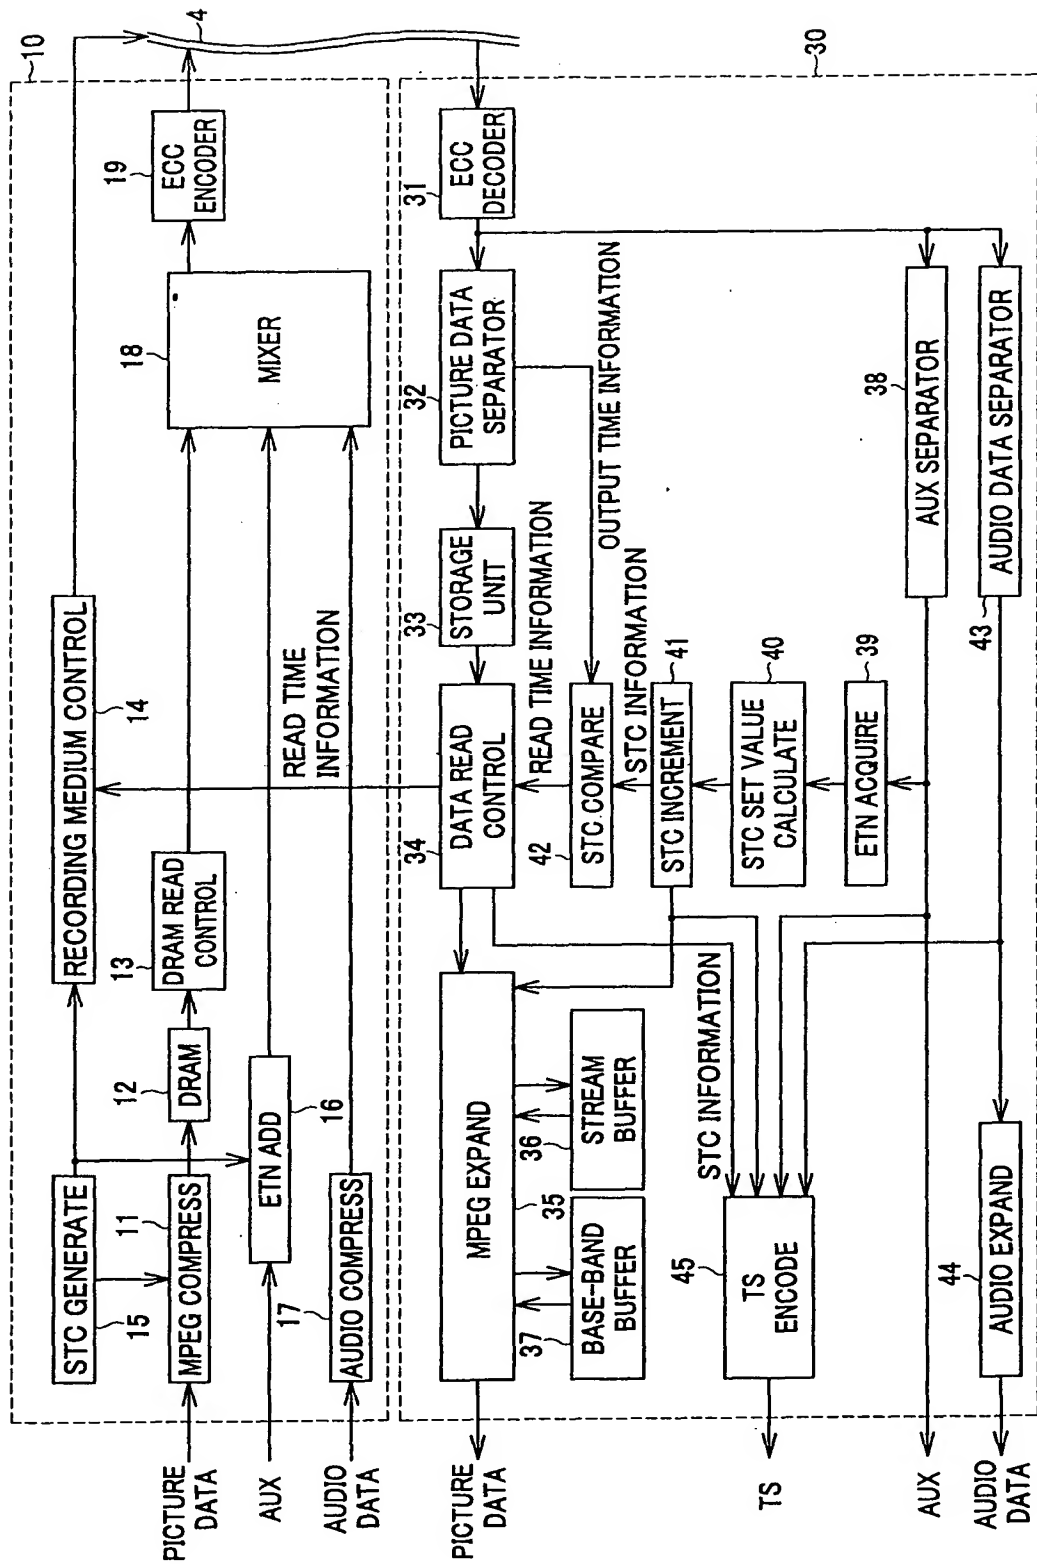 10
STC GENERATE
15
RECORDING MEDIUM CONTROL
14
4
PICTURE
DATA
MPEG COMPRESS
11
DRAM
12
DRAM READ
CONTROL
13
AUX
ETN ADD
16
AUDIO
DATA
AUDIO COMPRESS
17
READ TIME
INFORMATION
MIXER
18
ECC
ENCODER
19
30
PICTURE
DATA
MPEG EXPAND
35
DATA READ
CONTROL
34
STORAGE
UNIT
33
PICTURE DATA
SEPARATOR
32
ECC
DECODER
31
BASE-BAND
BUFFER
37
STREAM
BUFFER
36
READ TIME INFORMATION
OUTPUT TIME INFORMATION
STC COMPARE
42
STC INFORMATION
STC INCREMENT
41
STC INFORMATION
STC SET VALUE
CALCULATE
40
ETN ACQUIRE
39
TS
TS
ENCODE
45
AUX
AUX SEPARATOR
38
AUDIO
DATA
AUDIO EXPAND
44
AUDIO DATA SEPARATOR
43